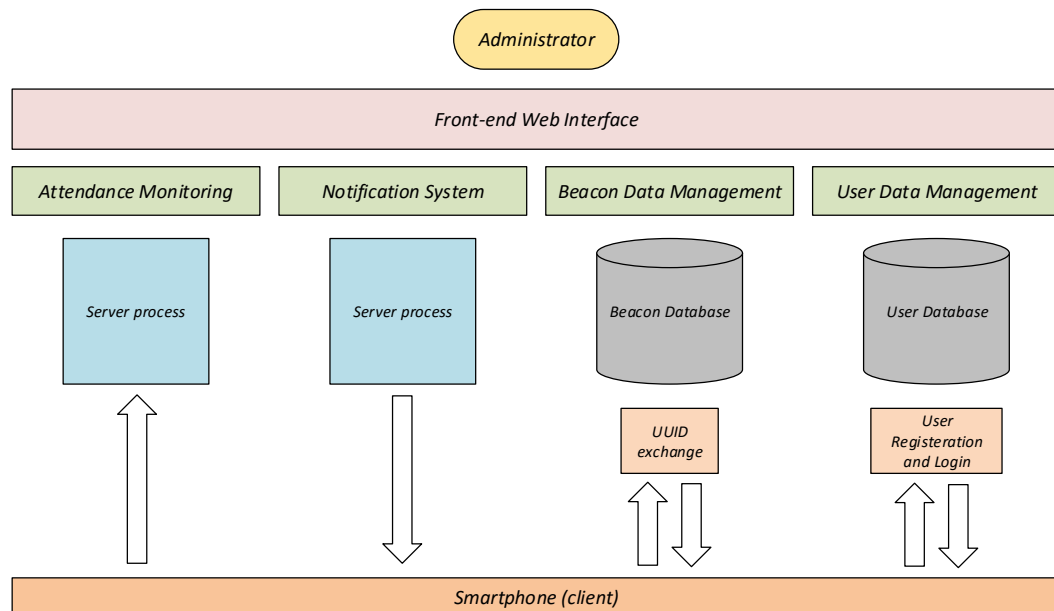 Administrator
Front-end Web Interface
Attendance Monitoring
Notification System
Beacon Data Management
User Data Management
Server process
Server process
Beacon Database
User Database
UUID
exchange
User
Registeration
and Login
Smartphone (client)